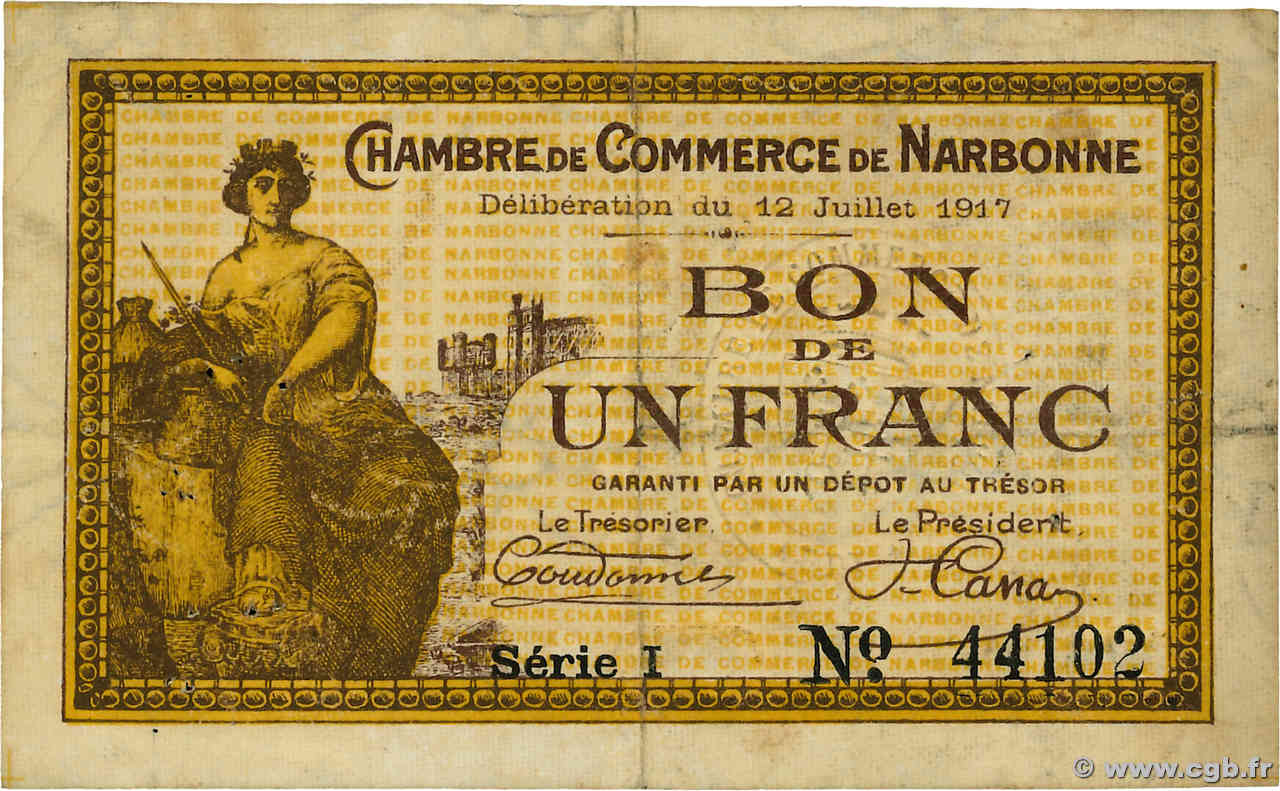 CHAMBRE DE COMMERCE DE NARBONNE
Délibération du 12 Juillet 1917
BON
DE
UN FRANC
GARANTI PAR UN DÉPOT AU TRÉSOR
Le Trésorier, Le Président,
Série I Nº 44102
© www.cgb.fr